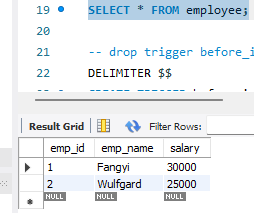 19 SELECT * FROM employee;
20
21 -- drop trigger before_i
22 DELIMITER $$
Result Grid Filter Rows:
emp_id emp_name salary
1 Fangyi 30000
2 Wulfgard 25000
NULL NULL NULL